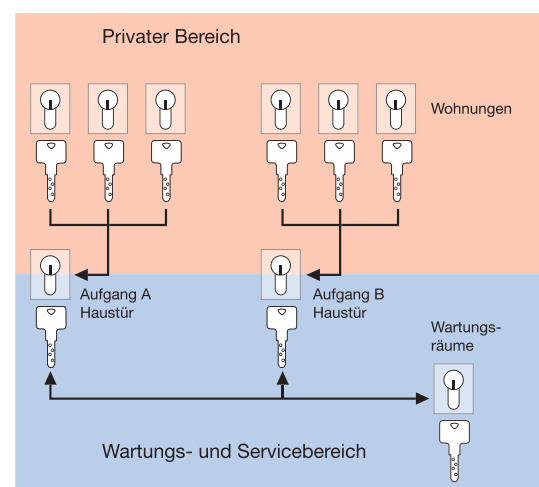 Privater Bereich
Wohnungen
Aufgang A
Haustür
Aufgang B
Haustür
Wartungs-
räume
Wartungs- und Servicebereich